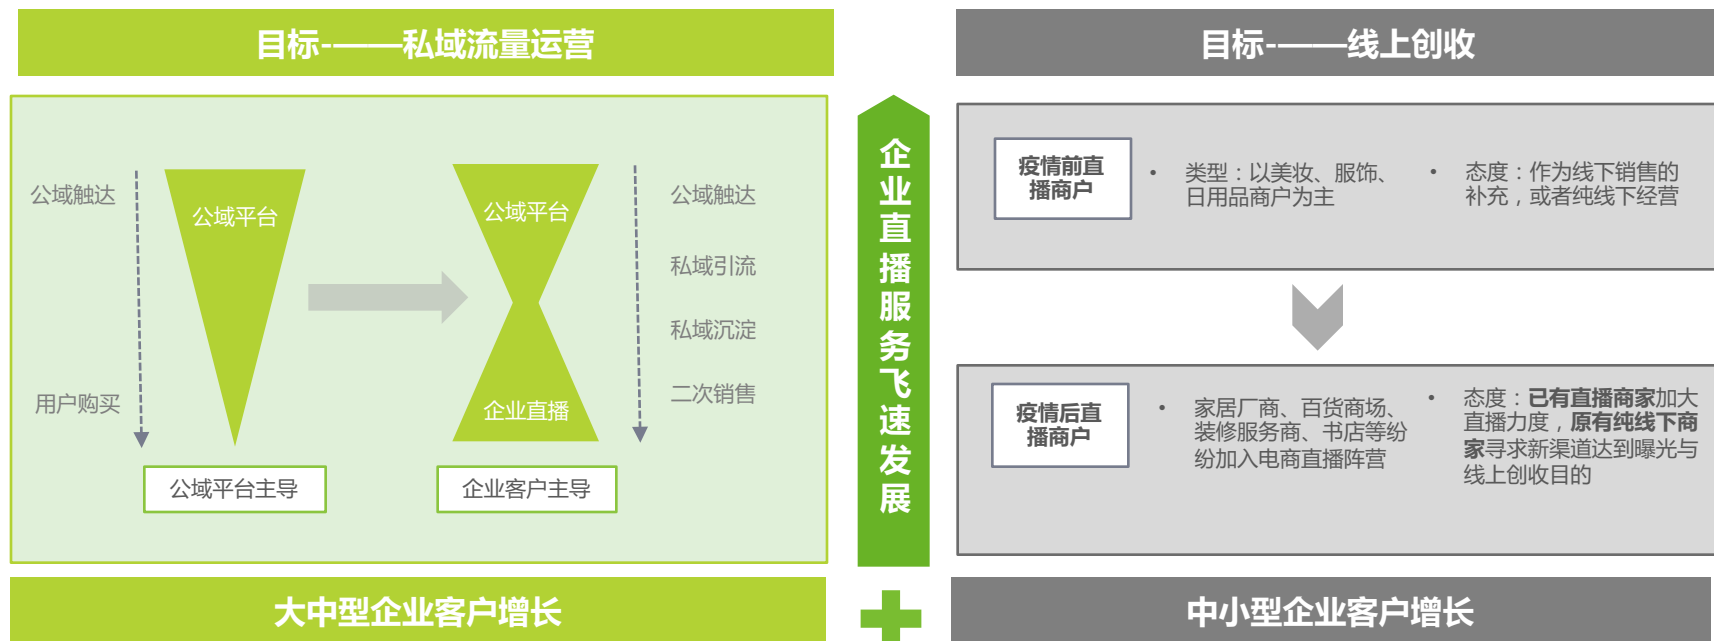 目标-——私域流量运营
公域触达
用户购买
公域平台
公域平台主导
公域平台
企业直播
企业客户主导
公域触达
私域引流
私域沉淀
二次销售
大中型企业客户增长
企业直播服务飞速发展
目标-——线上创收
疫情前直
播商户
• 类型：以美妆、服饰、
日用品商户为主
• 态度：作为线下销售的
补充，或者纯线下经营
疫情后直
播商户
• 家居厂商、百货商场、
装修服务商、书店等纷
纷加入电商直播阵营
• 态度：已有直播商家加大
直播力度，原有纯线下商
家寻求新渠道达到曝光与
线上创收目的
中小型企业客户增长